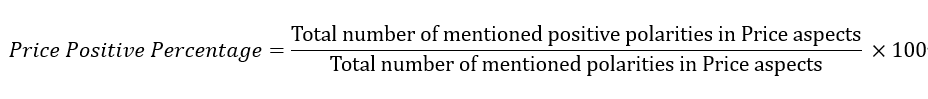 Total number of mentioned positive polarities in Price aspects
Price Positive Percentage = × 100
Total number of mentioned polarities in Price aspects